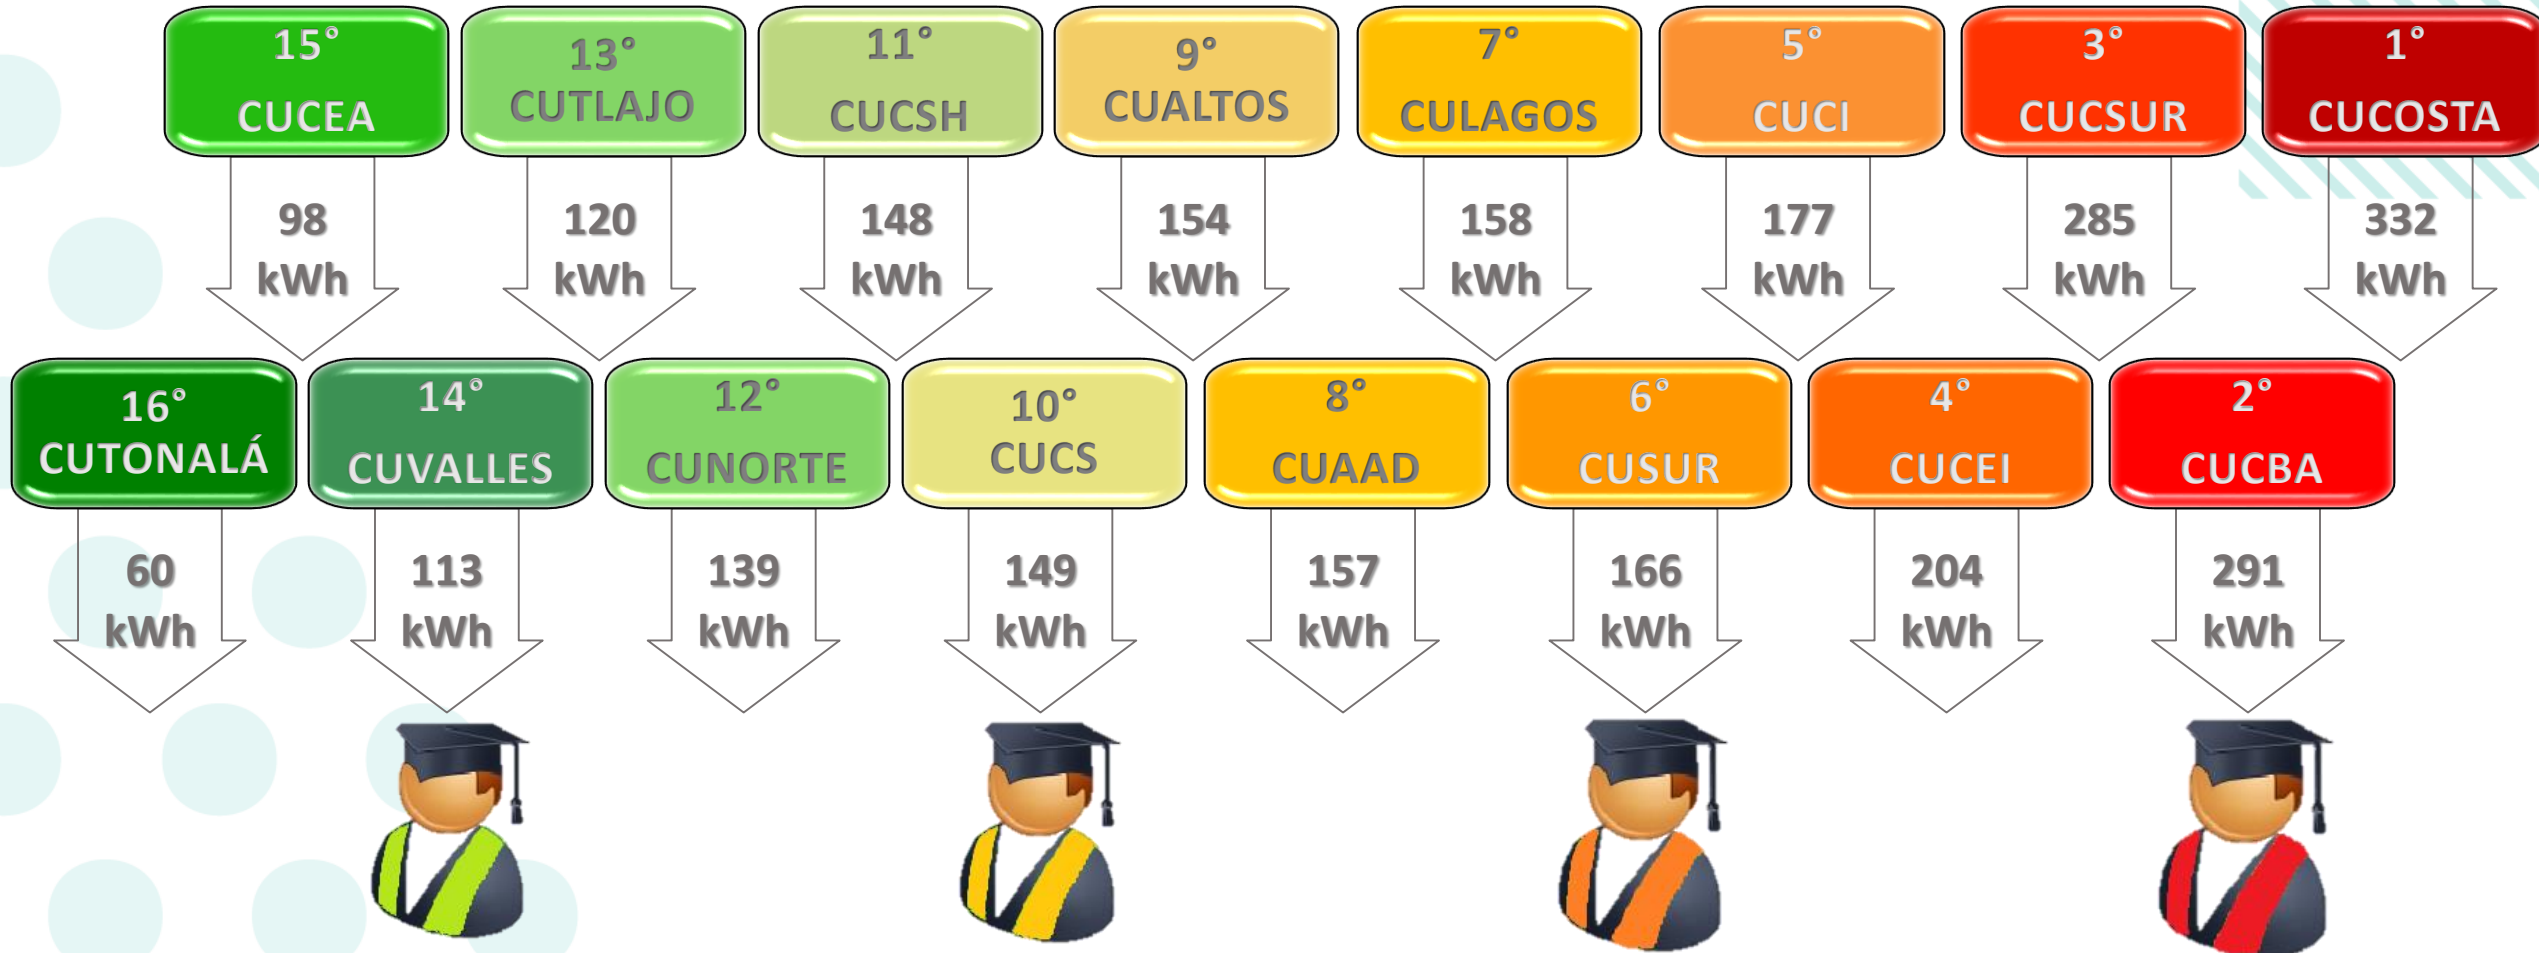 15°
CUCEA
13°
CUTLAJO
11°
CUCSH
9°
CUALTOS
7°
CULAGOS
5°
CUCI
3°
CUCSUR
1°
CUCOSTA
98
kWh
120
kWh
148
kWh
154
kWh
158
kWh
177
kWh
285
kWh
332
kWh
16°
CUTONALÁ
14°
CUVALLES
12°
CUNORTE
10°
CUCS
8°
CUAAD
6°
CUSUR
4°
CUCEI
2°
CUCBA
60
kWh
113
kWh
139
kWh
149
kWh
157
kWh
166
kWh
204
kWh
291
kWh